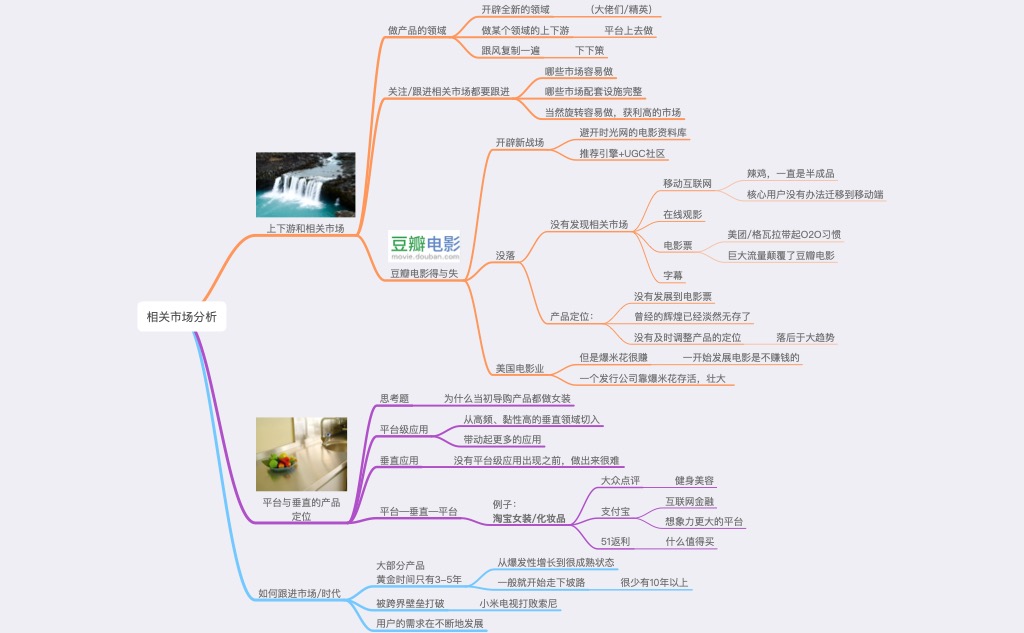 相关市场分析
上下游和相关市场
做产品的领域
开辟全新的领域
（大佬们/精英）
做某个领域的上下游
平台上去做
跟风复制一遍
下下策
关注/跟进相关市场都要跟进
哪些市场容易做
哪些市场配套设施完整
当然旋转容易做，获利高的市场
豆瓣电影
movie.douban.com
豆瓣电影得与失
开辟新战场
避开时光网的电影资料库
推荐引擎+UGC社区
没落
没有发现相关市场
移动互联网
辣鸡，一直是半成品
核心用户没有办法迁移到移动端
在线观影
电影票
美团/格瓦拉带起O2O习惯
巨大流量颠覆了豆瓣电影
字幕
产品定位：
没有发展到电影票
曾经的辉煌已经淡然无存了
没有及时调整产品的定位
落后于大趋势
美国电影业
但是爆米花很赚
一开始发展电影是不赚钱的
一个发行公司靠爆米花存活，壮大
平台与垂直的产品
定位
思考题
为什么当初导购产品都做女装
平台级应用
从高频、黏性高的垂直领域切入
带动起更多的应用
垂直应用
没有平台级应用出现之前，做出来很难
平台—垂直—平台
例子：
淘宝女装/化妆品
大众点评
健身美容
支付宝
互联网金融
想象力更大的平台
51返利
什么值得买
如何跟进市场/时代
大部分产品
黄金时间只有3-5年
从爆发性增长到很成熟状态
一般就开始走下坡路
很少有10年以上
被跨界壁垒打破
小米电视打败索尼
用户的需求在不断地发展